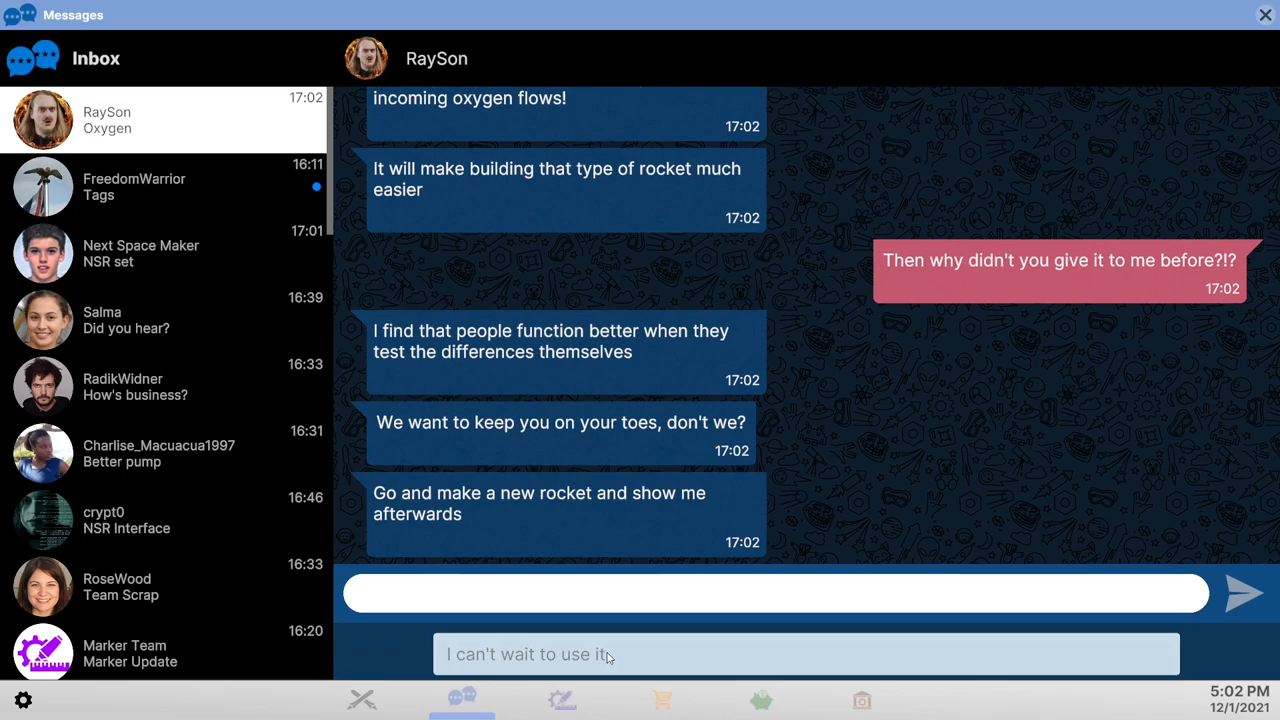 Messages
Inbox
RaySon
RaySon
Oxygen
17:02
FreedomWarrior
Tags
16:11
Next Space Maker
NSR set
17:01
Salma
Did you hear?
16:39
RadikWidner
How's business?
16:33
Charlise_Macuacua1997
Better pump
16:31
crypt0
NSR Interface
16:46
RoseWood
Team Scrap
16:33
Marker Team
Marker Update
16:20
incoming oxygen flows!
17:02
It will make building that type of rocket much
easier
17:02
Then why didn't you give it to me before?!?
17:02
I find that people function better when they
test the differences themselves
17:02
We want to keep you on your toes, don't we?
17:02
Go and make a new rocket and show me
afterwards
17:02
I can't wait to use it
5:02 PM
12/1/2021